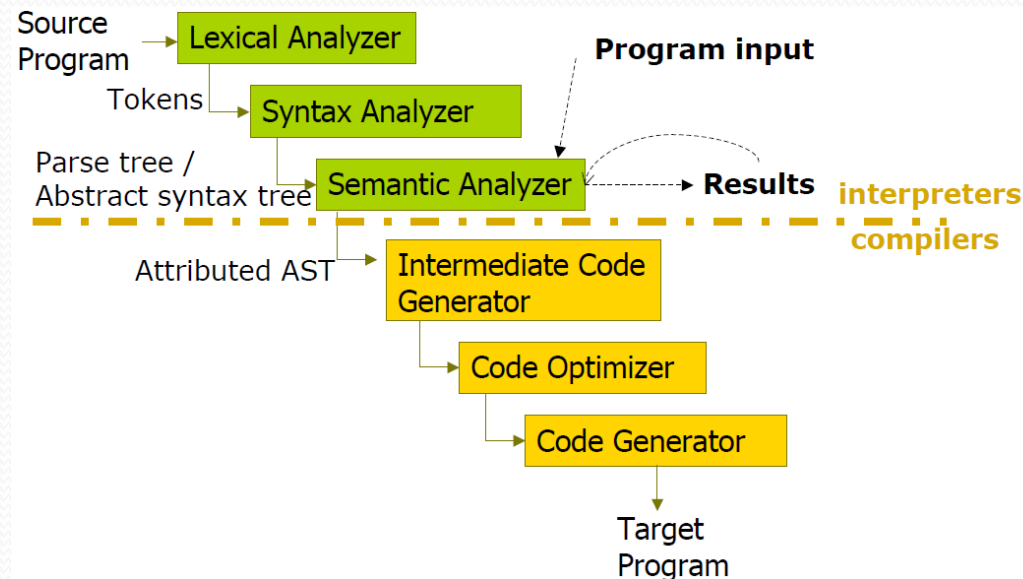 Source
Program
Lexical Analyzer
Program input
Tokens
Syntax Analyzer
Parse tree /
Abstract syntax tree
Semantic Analyzer
Results
interpreters
compilers
Attributed AST
Intermediate Code
Generator
Code Optimizer
Code Generator
Target
Program